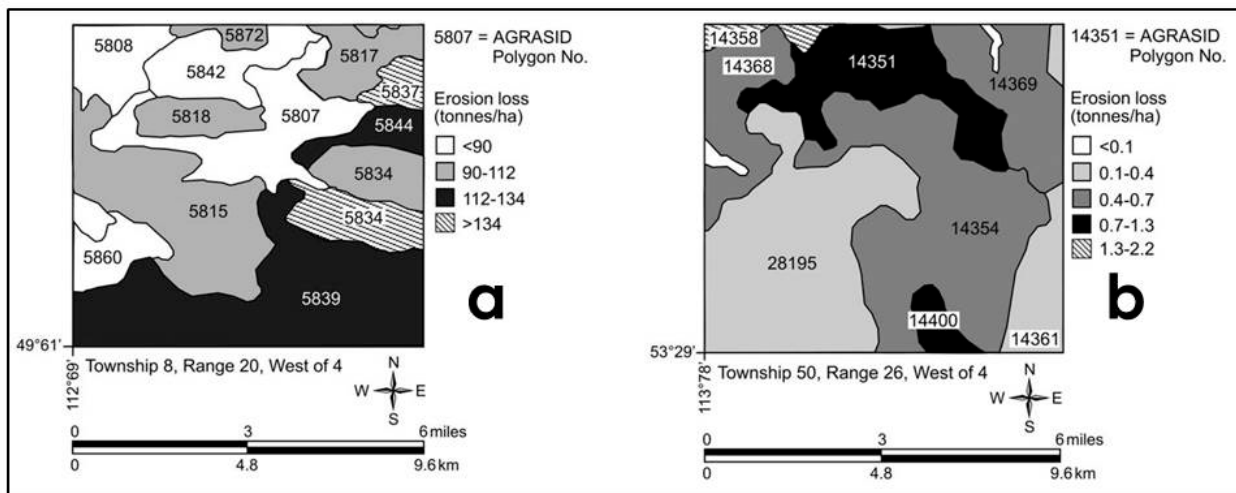 5808
5872
5817
5842
5837
5818
5807
5844
5834
5815
5834
5860
5839
5807 = AGRASID
Polygon No.
Erosion loss
(tonnes/ha)
<90
90-112
112-134
>134
a
49°61'
112°69'
Township 8, Range 20, West of 4
N
W E
S
0 3 6 miles
0 4.8 9.6 km
14358
14368
14351
14369
14354
28195
14400
14361
14351 = AGRASID
Polygon No.
Erosion loss
(tonnes/ha)
<0.1
0.1-0.4
0.4-0.7
0.7-1.3
1.3-2.2
b
53°29'
113°78'
Township 50, Range 26, West of 4
N
W E
S
0 3 6 miles
0 4.8 9.6 km